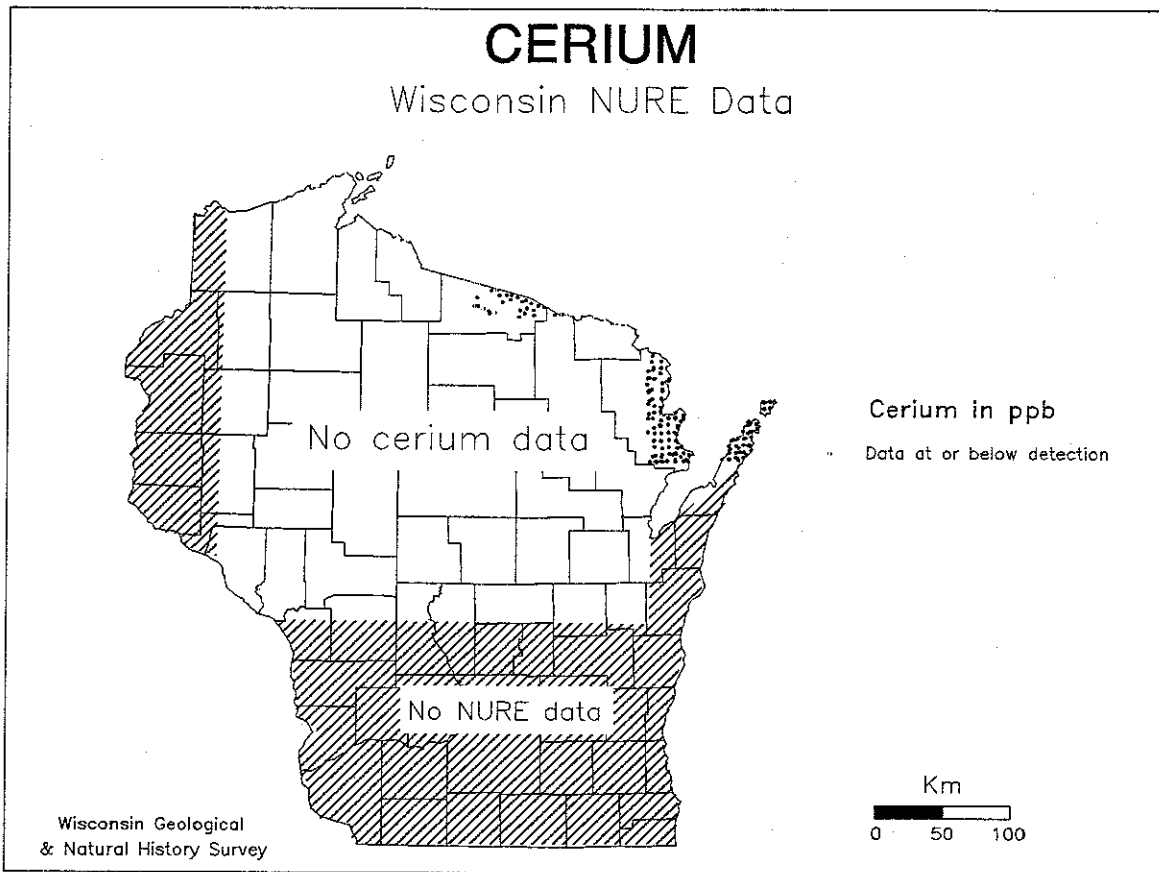 CERIUM
Wisconsin NURE Data
No cerium data
Cerium in ppb
Data at or below detection
No NURE data
Km
0 50 100
Wisconsin Geological
& Natural History Survey